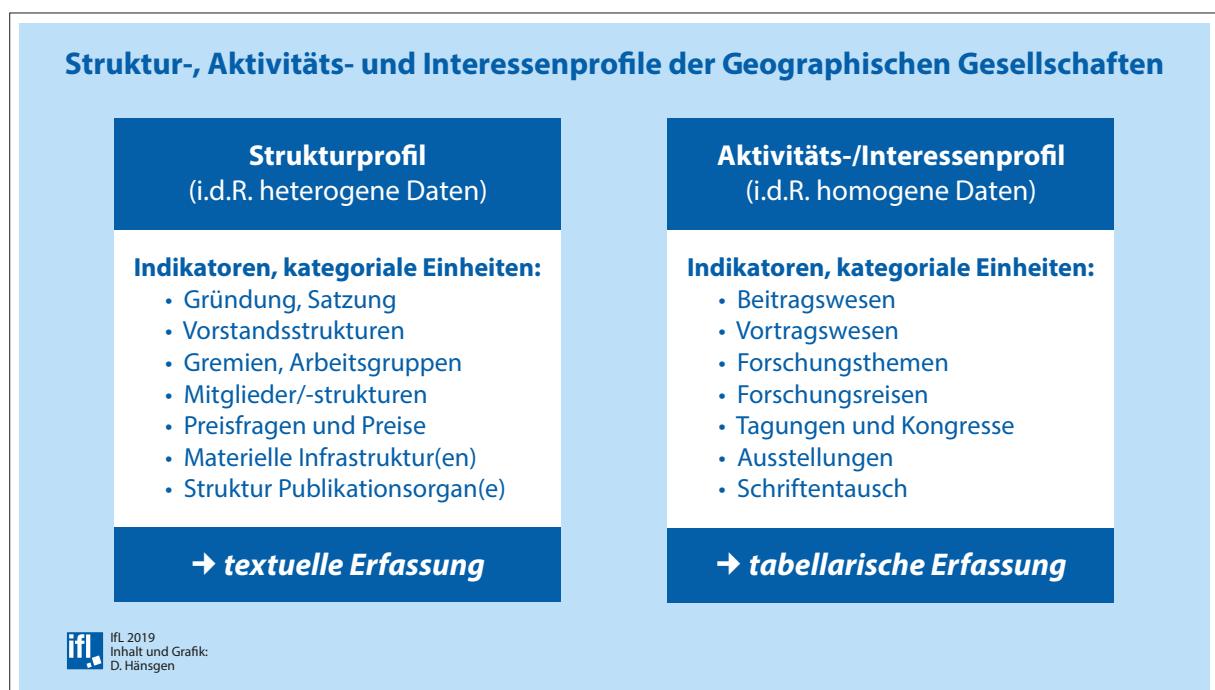 Struktur-, Aktivitäts- und Interessenprofile der Geographischen Gesellschaften
Strukturprofil
(i.d.R. heterogene Daten)
Indikatoren, kategoriale Einheiten:
• Gründung, Satzung
• Vorstandsstrukturen
• Gremien, Arbeitsgruppen
• Mitglieder/-strukturen
• Preisfragen und Preise
• Materielle Infrastruktur(en)
• Struktur Publikationsorgan(e)
→ textuelle Erfassung
Aktivitäts-/Interessenprofil
(i.d.R. homogene Daten)
Indikatoren, kategoriale Einheiten:
• Beitragswesen
• Vortragswesen
• Forschungsthemen
• Forschungsreisen
• Tagungen und Kongresse
• Ausstellungen
• Schriftentausch
→ tabellarische Erfassung
ifl
IfL 2019
Inhalt und Grafik:
D. Hänsgen